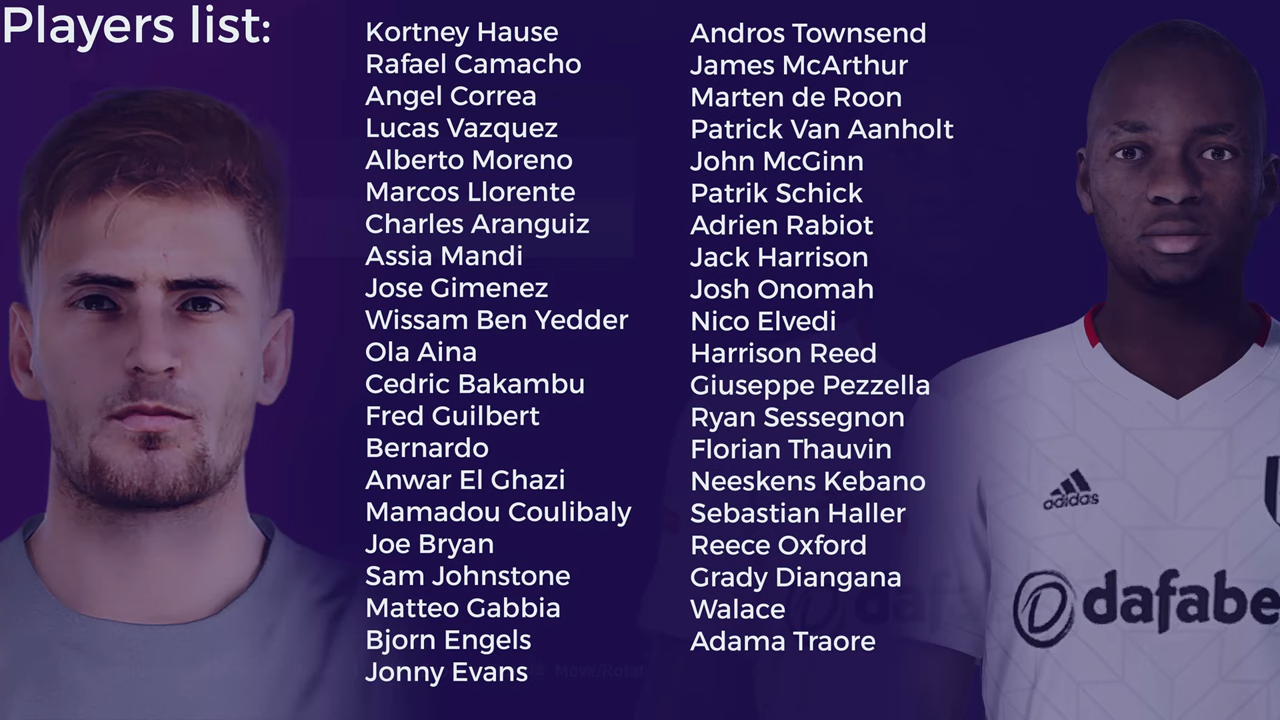 Players list:
Kortney Hause
Rafael Camacho
Angel Correa
Lucas Vazquez
Alberto Moreno
Marcos Llorente
Charles Aranguiz
Assia Mandi
Jose Gimenez
Wissam Ben Yedder
Ola Aina
Cedric Bakambu
Fred Guilbert
Bernardo
Anwar El Ghazi
Mamadou Coulibaly
Joe Bryan
Sam Johnstone
Matteo Gabbia
Bjorn Engels
Jonny Evans
Andros Townsend
James McArthur
Marten de Roon
Patrick Van Aanholt
John McGinn
Patrik Schick
Adrien Rabiot
Jack Harrison
Josh Onomah
Nico Elvedi
Harrison Reed
Giuseppe Pezzella
Ryan Sessegnon
Florian Thauvin
Neeskens Kebano
Sebastian Haller
Reece Oxford
Grady Diangana
Walace
Adama Traore
adidas
dafabe
Move/Rotat